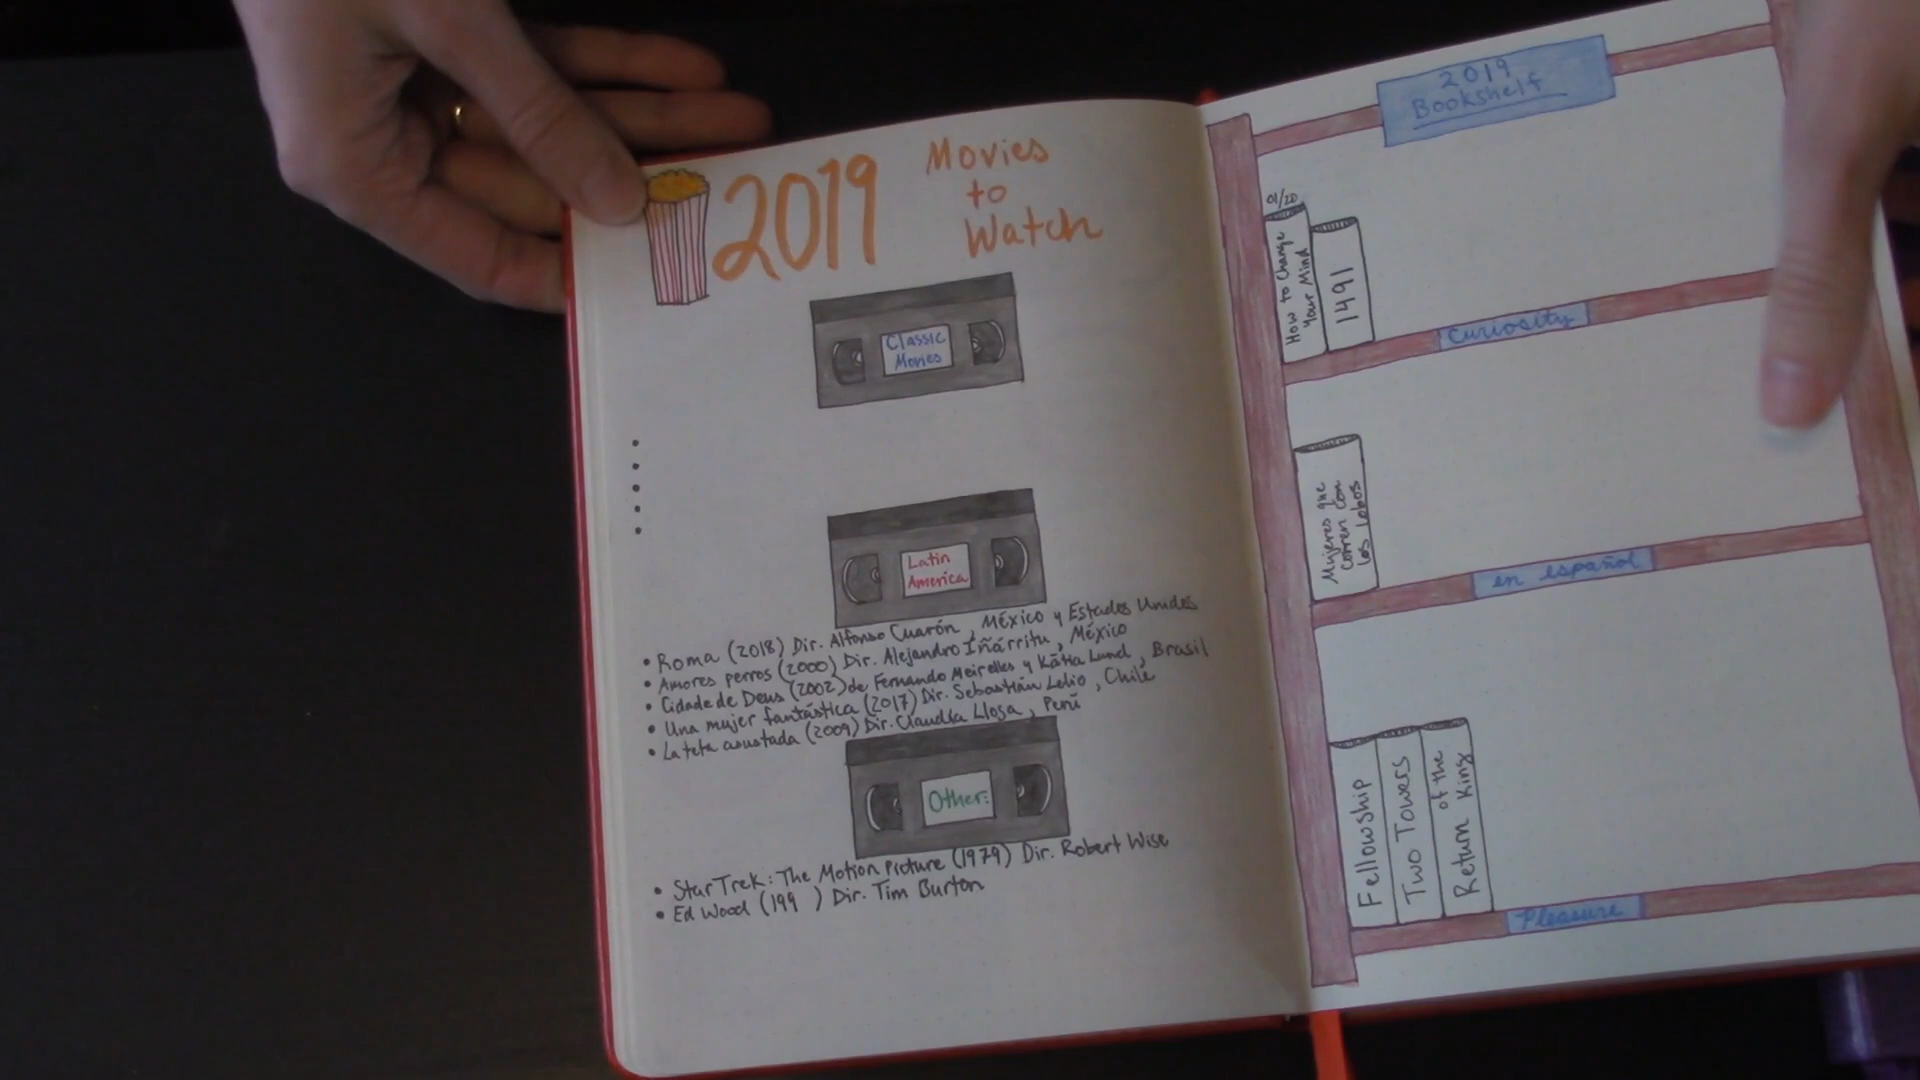 2019
Movies
to
Watch
Classic
Movies
Latin
America
• Roma (2018) Dir. Alfonso Cuarón, México y Estados Unidos
• Amores perros (2000) Dir. Alejandro Iñárritu, México
• Cidade de Deus (2002) de Fernando Meirelles y Kátia Lund, Brasil
• Una mujer fantástica (2017) Dir. Sebastián Lelio, Chile
• La teta asustada (2009) Dir. Claudia Llosa, Perú
Other:
• Star Trek: The Motion Picture (1979) Dir. Robert Wise
• Ed Wood (199 ) Dir. Tim Burton
2019
Bookshelf
01/20
How to Change
Your Mind
1491
Curiosity
Mujeres que
corren con
los lobos
en español
Fellowship
Two Towers
Return of the
King
Pleasure